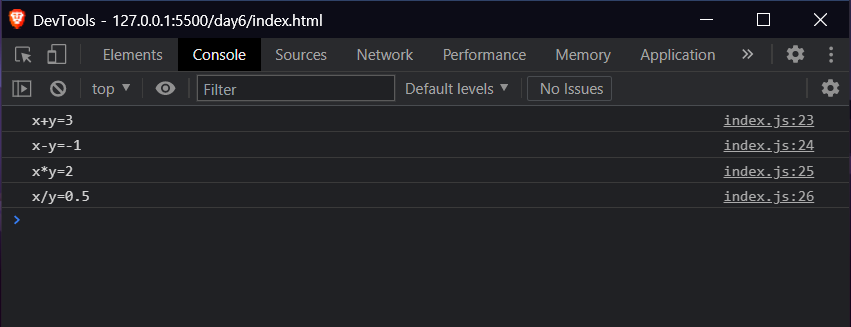 DevTools - 127.0.0.1:5500/day6/index.html
Elements Console Sources Network Performance Memory Application »
top ▼ Filter Default levels ▼ No Issues
x+y=3 index.js:23
x-y=-1 index.js:24
x*y=2 index.js:25
x/y=0.5 index.js:26
>